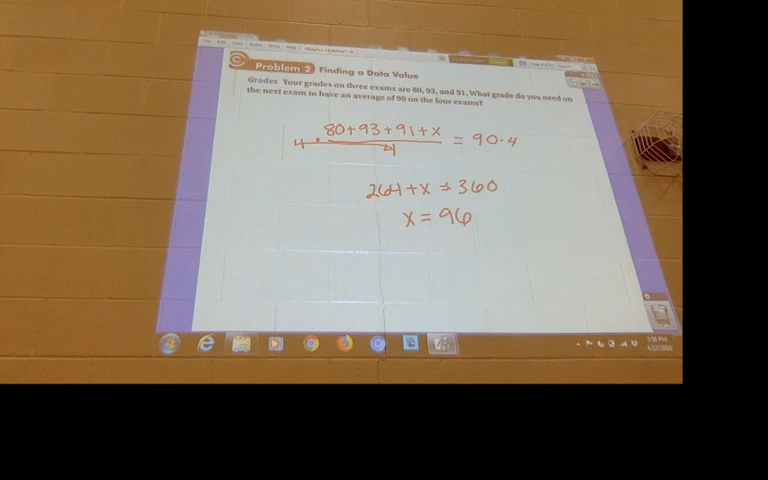 Problem 2 Finding a Data Value
Grades Your grades on three exams are 80, 93, and 91. What grade do you need on
the next exam to have an average of 90 on the four exams?
4 · 80+93+91+x = 90·4
4
264+x = 360
x = 96